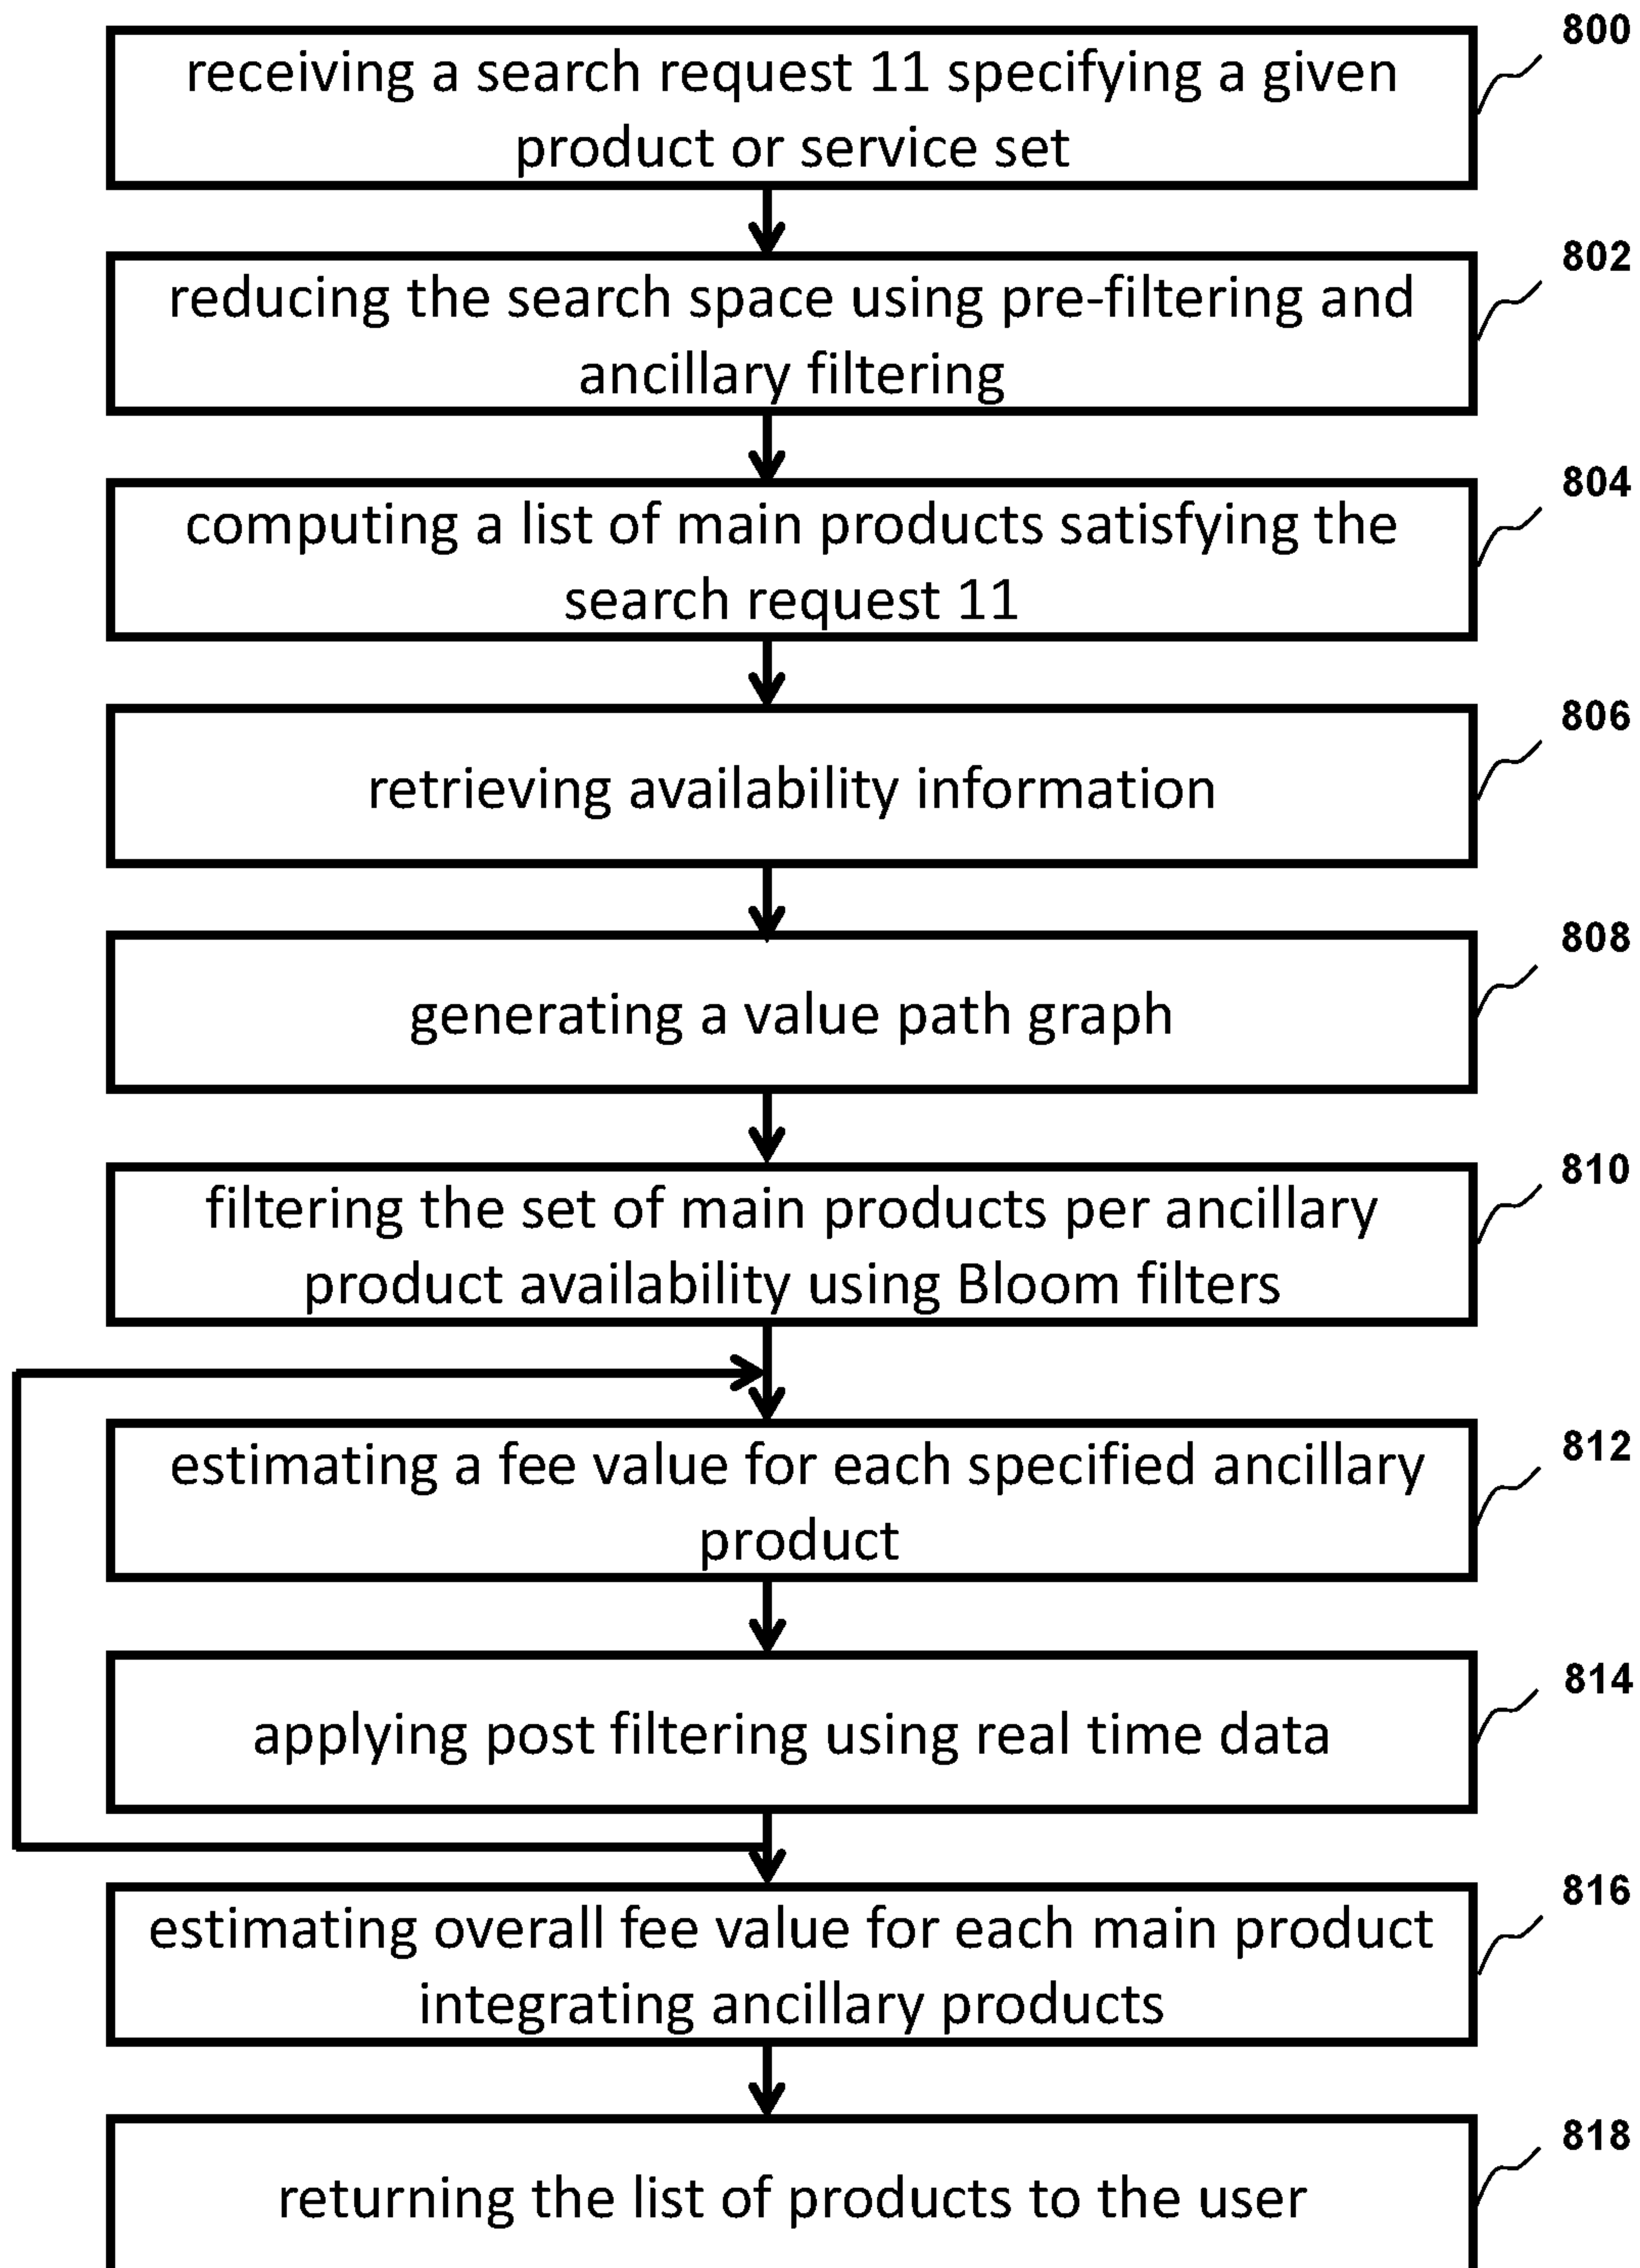 800
receiving a search request 11 specifying a given
product or service set
802
reducing the search space using pre-filtering and
ancillary filtering
804
computing a list of main products satisfying the
search request 11
806
retrieving availability information
808
generating a value path graph
810
filtering the set of main products per ancillary
product availability using Bloom filters
812
estimating a fee value for each specified ancillary
product
814
applying post filtering using real time data
816
estimating overall fee value for each main product
integrating ancillary products
818
returning the list of products to the user